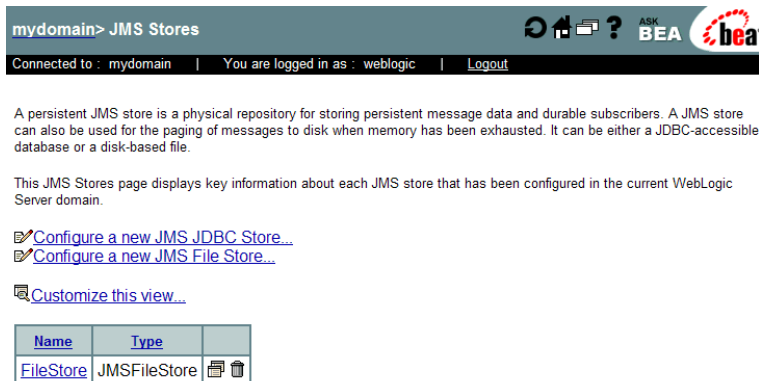 mydomain> JMS Stores
? ASK BEA bea
Connected to : mydomain | You are logged in as : weblogic | Logout
A persistent JMS store is a physical repository for storing persistent message data and durable subscribers. A JMS store
can also be used for the paging of messages to disk when memory has been exhausted. It can be either a JDBC-accessible
database or a disk-based file.
This JMS Stores page displays key information about each JMS store that has been configured in the current WebLogic
Server domain.
Configure a new JMS JDBC Store...
Configure a new JMS File Store...
Customize this view...
Name Type
FileStore JMSFileStore